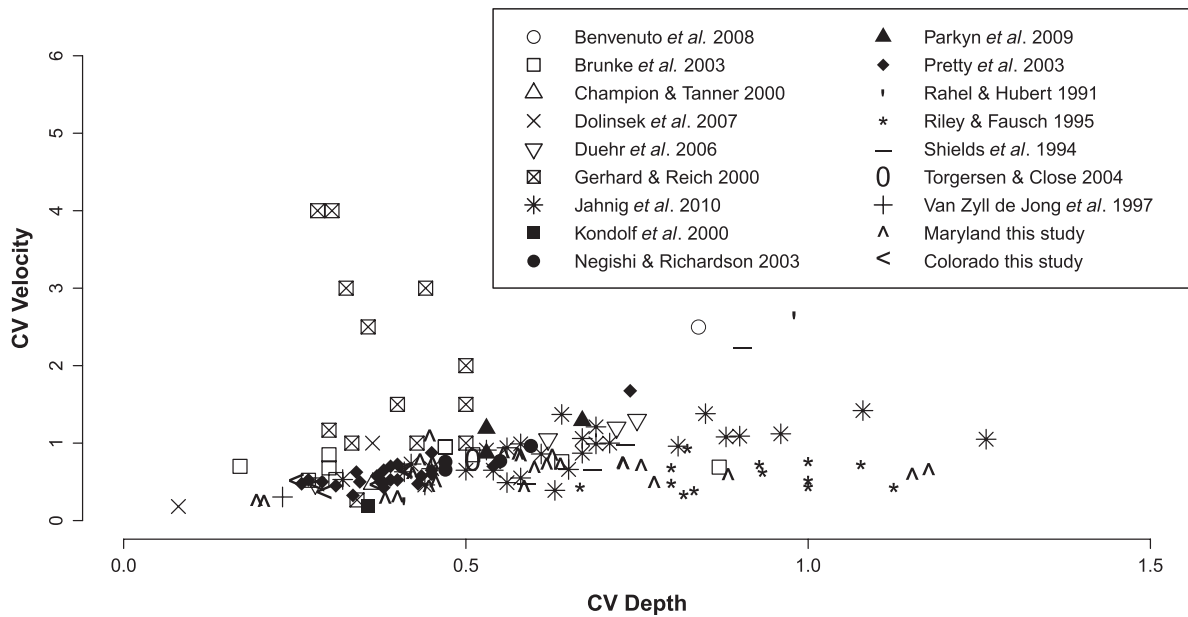 Benvenuto et al. 2008
Brunke et al. 2003
Champion & Tanner 2000
Dolinsek et al. 2007
Duehr et al. 2006
Gerhard & Reich 2000
Jahnig et al. 2010
Kondolf et al. 2000
Negishi & Richardson 2003
Parkyn et al. 2009
Pretty et al. 2003
Rahel & Hubert 1991
Riley & Fausch 1995
Shields et al. 1994
Torgersen & Close 2004
Van Zyll de Jong et al. 1997
Maryland this study
Colorado this study
CV Velocity
6
5
4
3
2
1
0
0.0
0.5
1.0
1.5
CV Depth